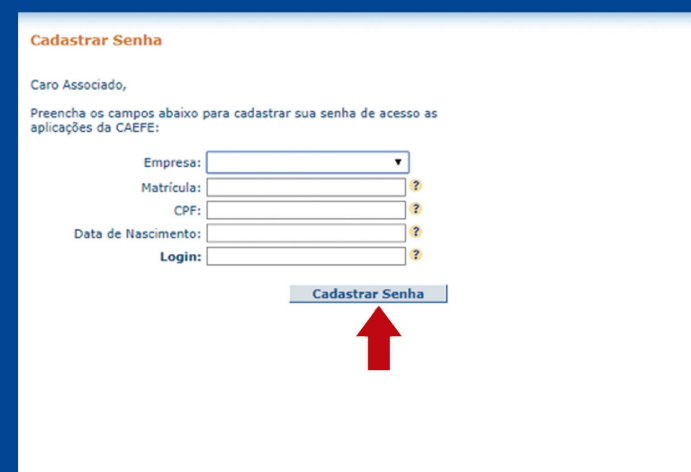 Cadastrar Senha
Caro Associado,
Preencha os campos abaixo para cadastrar sua senha de acesso as
aplicações da CAEFE:
Empresa:
Matrícula:
?
CPF:
?
Data de Nascimento:
?
Login:
?
Cadastrar Senha